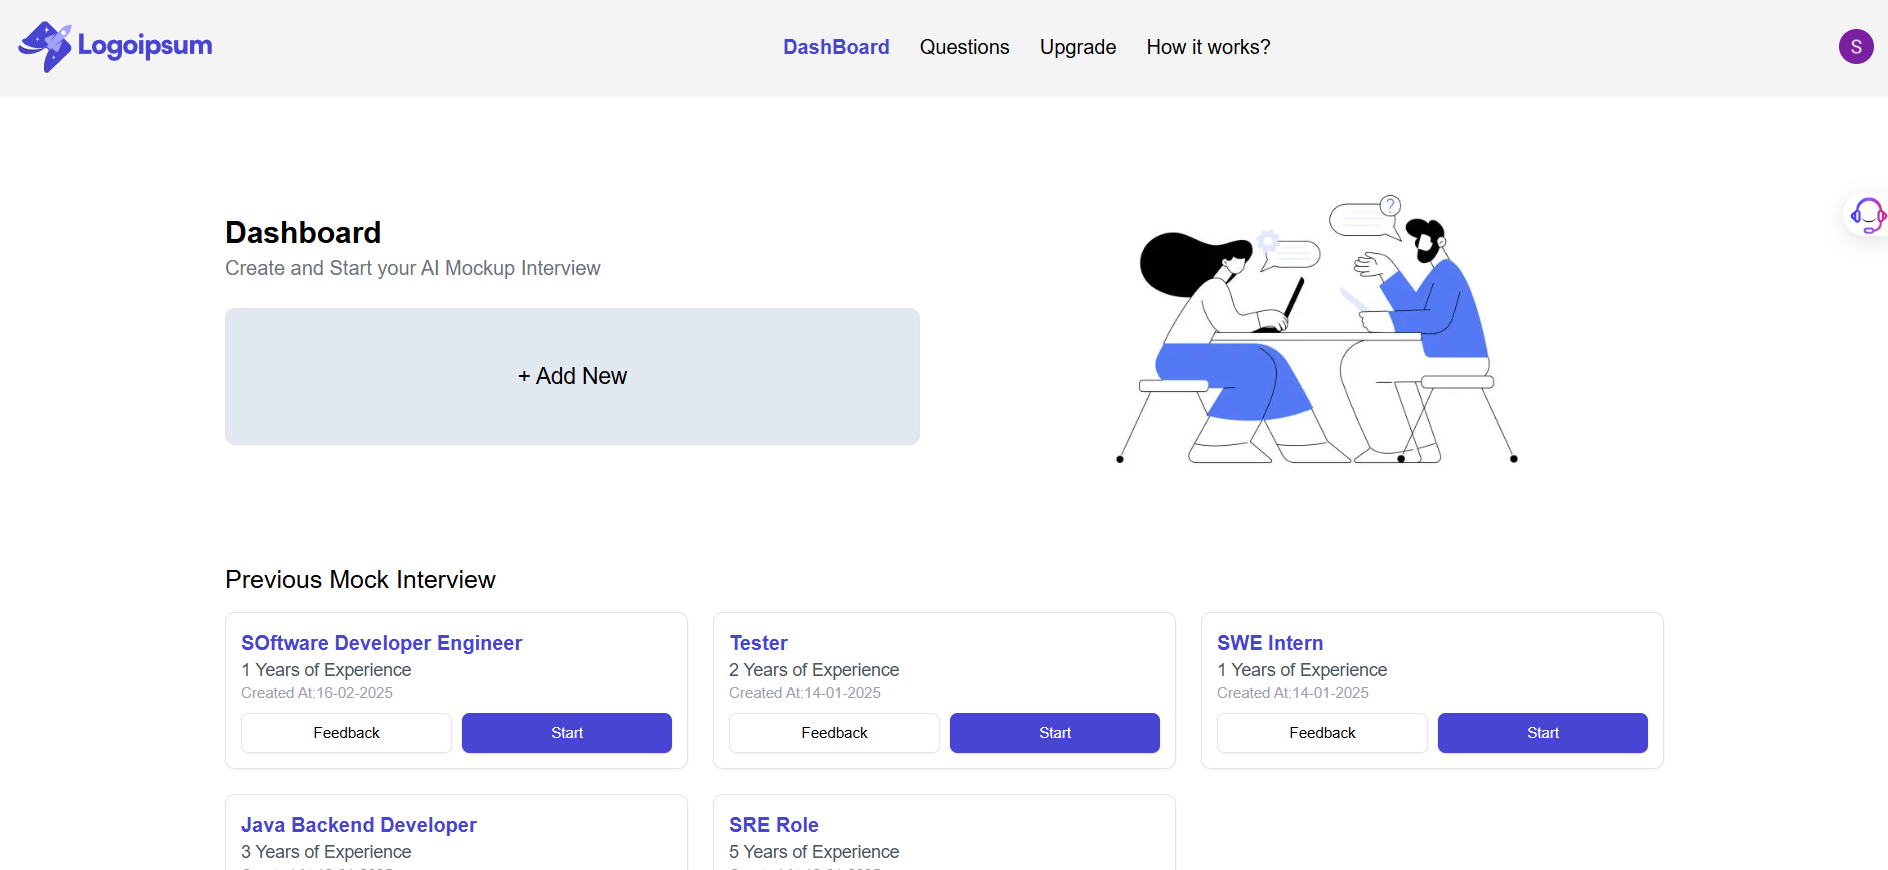 Logoipsum
DashBoard Questions Upgrade How it works?
S
Dashboard
Create and Start your AI Mockup Interview
+ Add New
?
Previous Mock Interview
SOftware Developer Engineer
1 Years of Experience
Created At:16-02-2025
Feedback Start
Tester
2 Years of Experience
Created At:14-01-2025
Feedback Start
SWE Intern
1 Years of Experience
Created At:14-01-2025
Feedback Start
Java Backend Developer
3 Years of Experience
SRE Role
5 Years of Experience